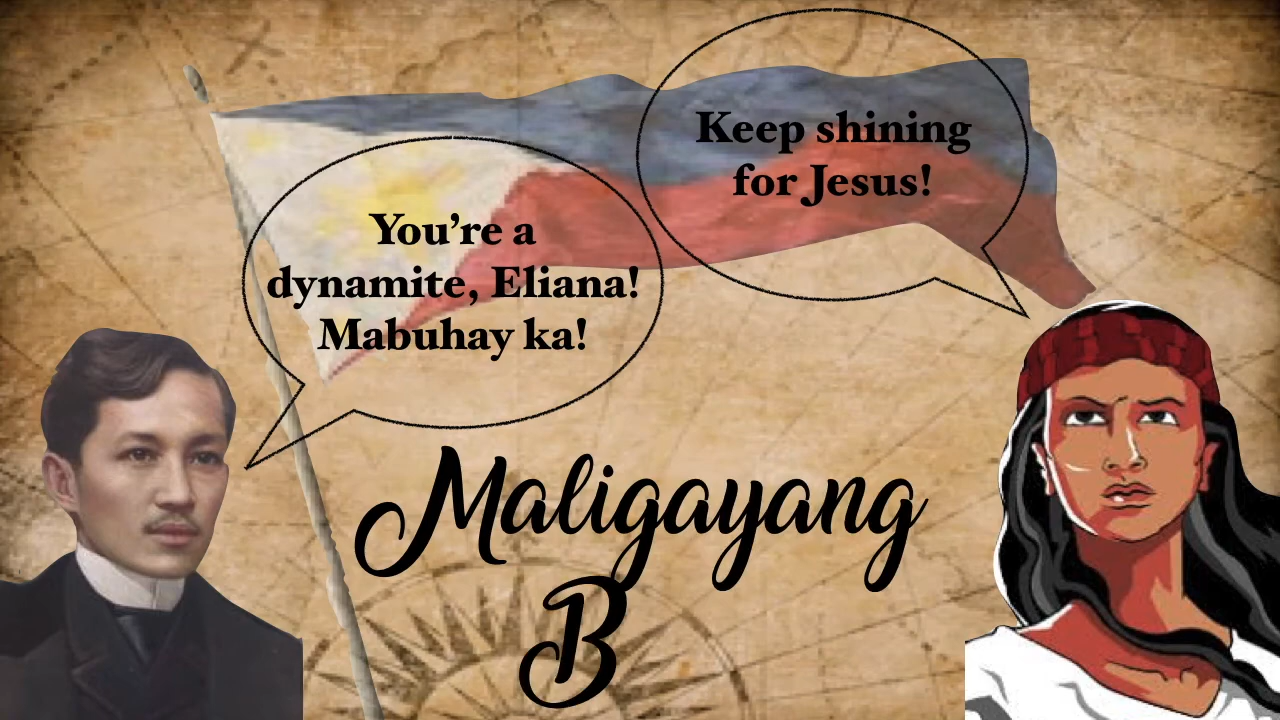 Keep shining
for Jesus!
You’re a
dynamite, Eliana!
Mabuhay ka!
Maligayang
B